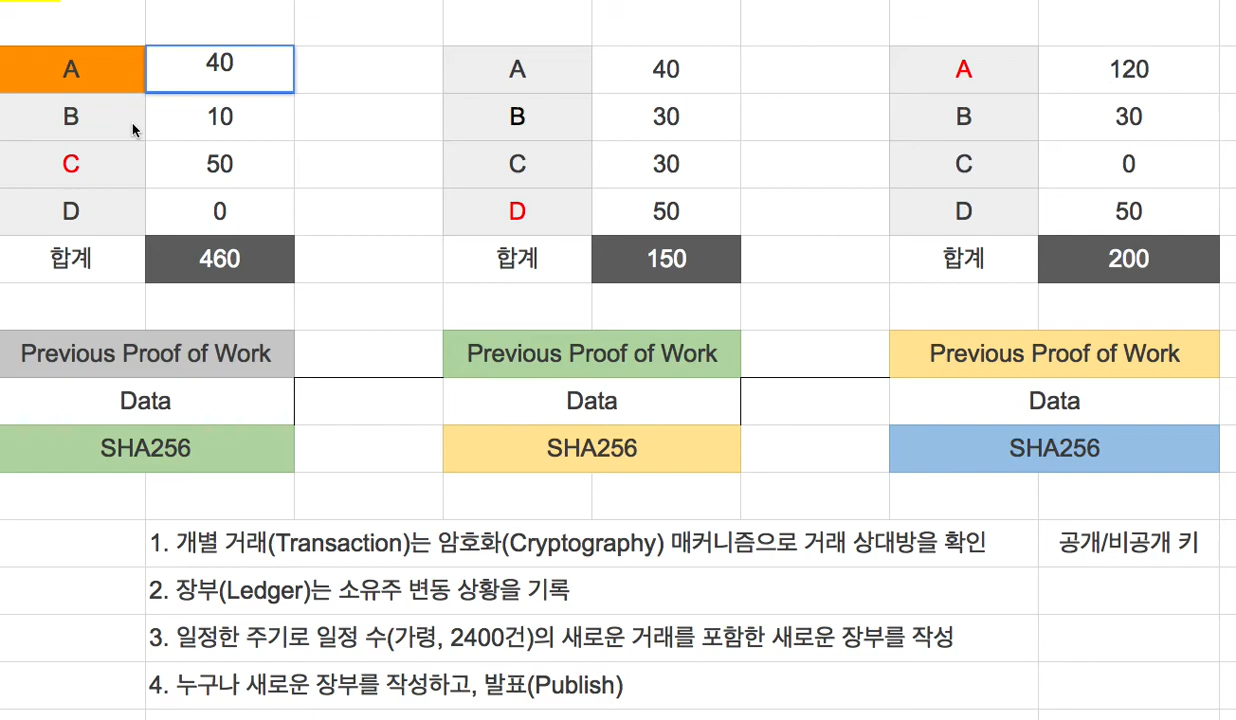 A 40 A 40 A 120
B 10 B 30 B 30
C 50 C 30 C 0
D 0 D 50 D 50
합계 460 합계 150 합계 200
Previous Proof of Work Previous Proof of Work Previous Proof of Work
Data Data Data
SHA256 SHA256 SHA256
1. 개별 거래(Transaction)는 암호화(Cryptography) 매커니즘으로 거래 상대방을 확인 공개/비공개 키
2. 장부(Ledger)는 소유주 변동 상황을 기록
3. 일정한 주기로 일정 수(가령, 2400건)의 새로운 거래를 포함한 새로운 장부를 작성
4. 누구나 새로운 장부를 작성하고, 발표(Publish)